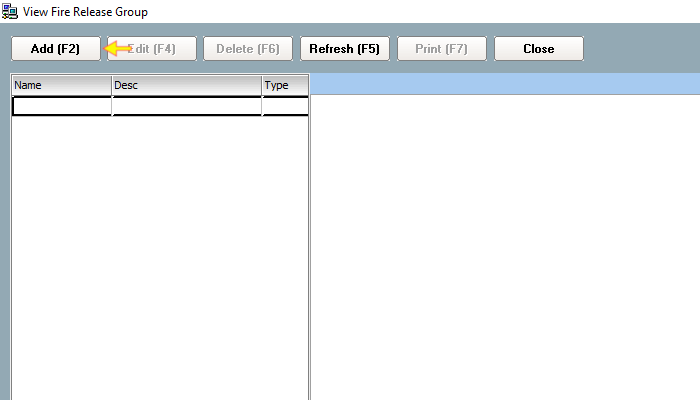 View Fire Release Group
Add (F2) Edit (F4) Delete (F6) Refresh (F5) Print (F7) Close
Name Desc Type